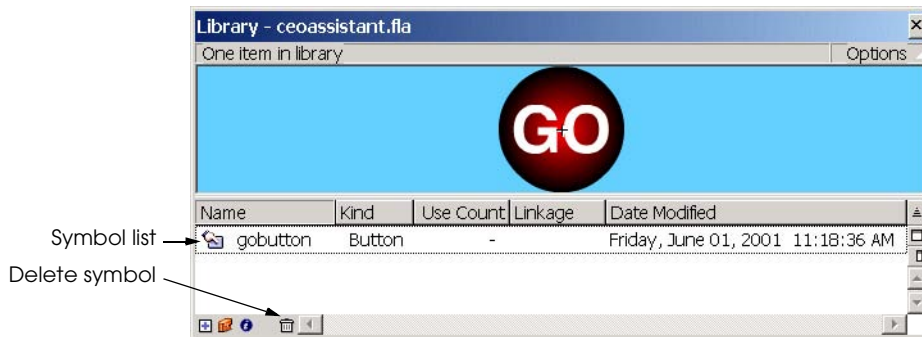 Library - ceoassistant.fla
One item in library Options
GO
Name Kind Use Count Linkage Date Modified
Symbol list gobutton Button - Friday, June 01, 2001 11:18:36 AM
Delete symbol